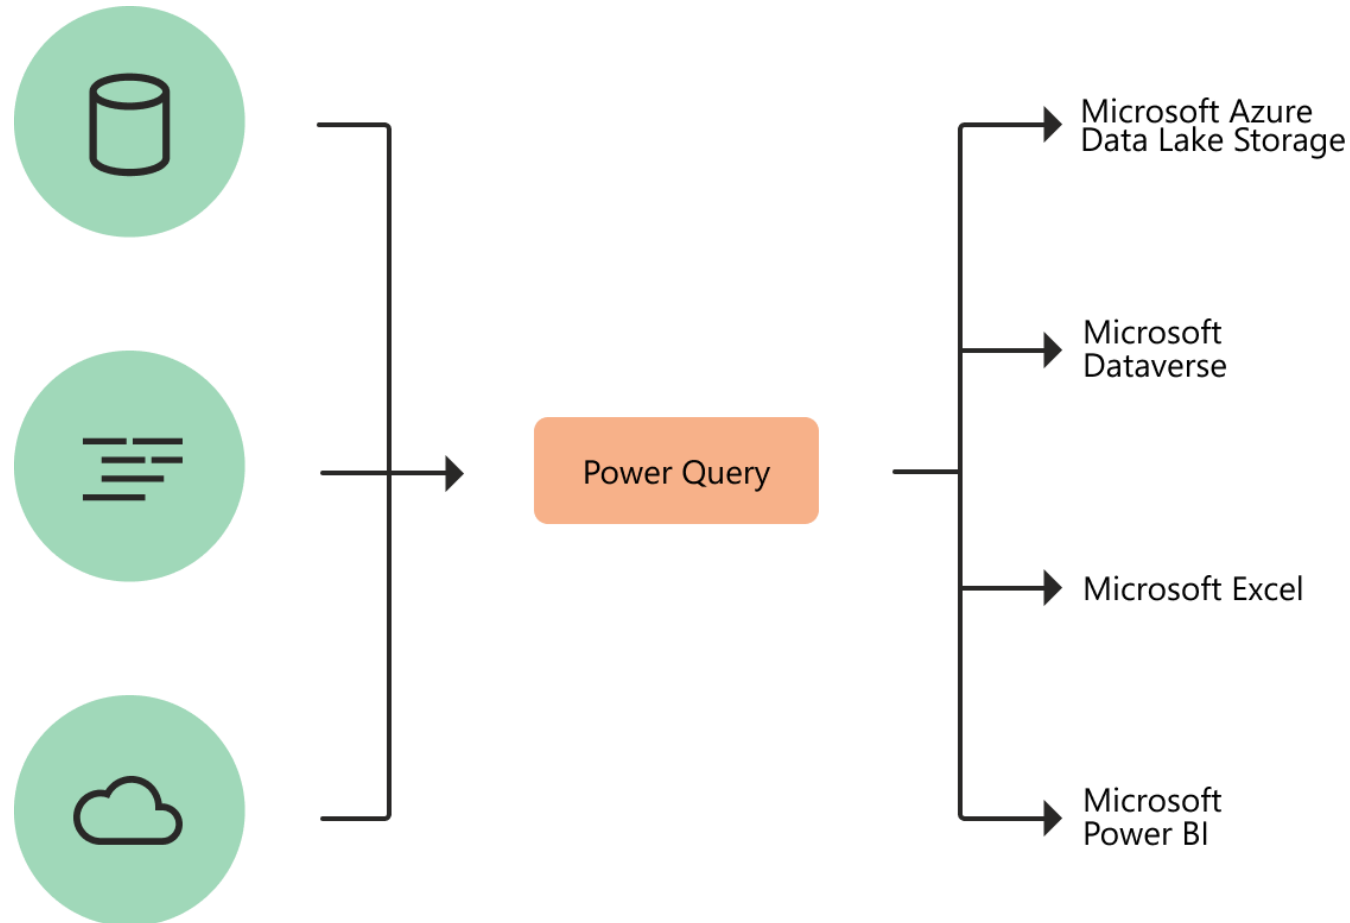 Microsoft Azure
Data Lake Storage
Microsoft
Dataverse
Power Query
Microsoft Excel
Microsoft
Power BI